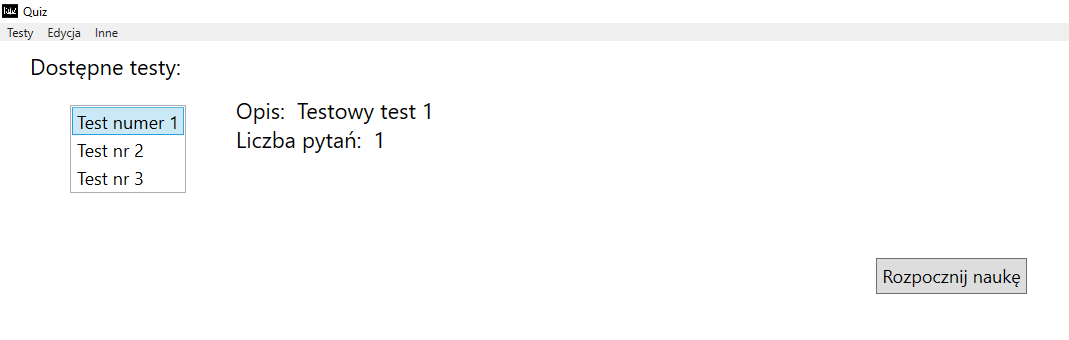 Quiz
Testy Edycja Inne
Dostępne testy:
Test numer 1
Test nr 2
Test nr 3
Opis: Testowy test 1
Liczba pytań: 1
Rozpocznij naukę